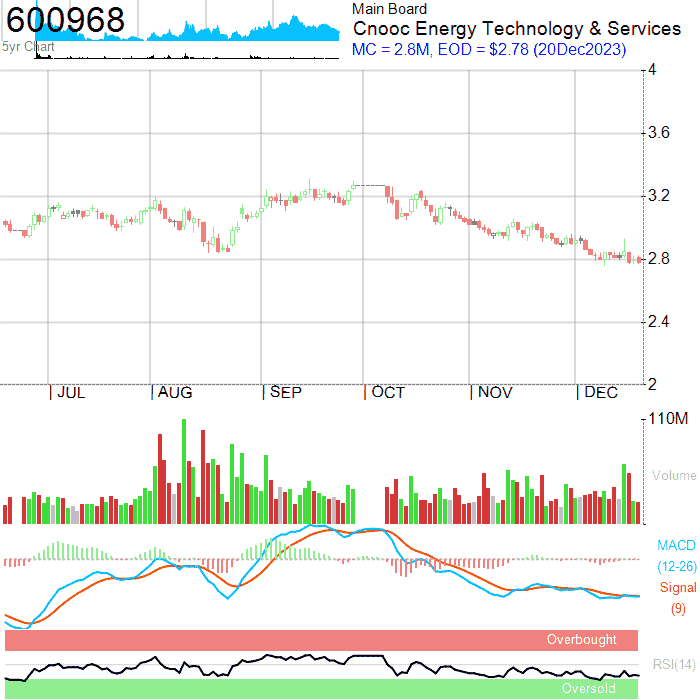 600968
5yr Chart
Main Board
Cnooc Energy Technology & Services
MC = 2.8M, EOD = $2.78 (20Dec2023)
4
3.6
3.2
2.8
2.4
2
| JUL | AUG | SEP | OCT | NOV | DEC
110M
Volume
MACD
(12-26)
Signal
(9)
Overbought
RSI(14)
Oversold